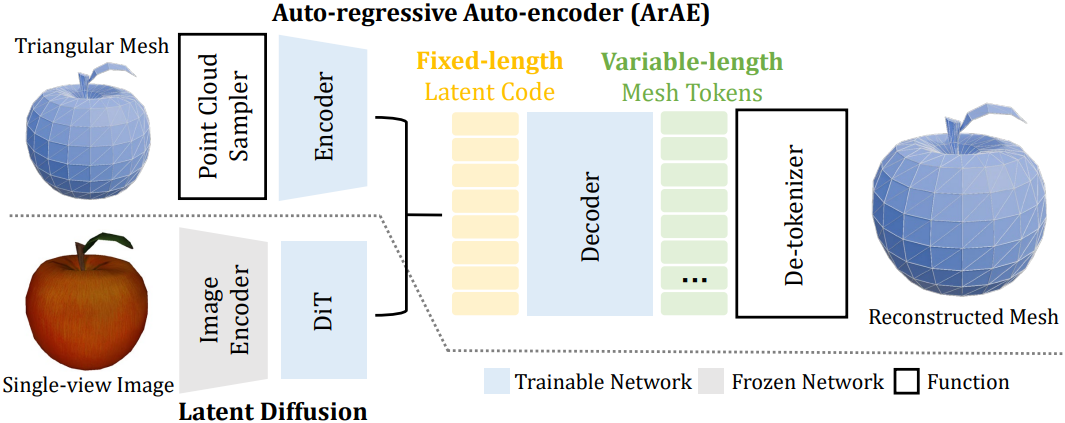 Auto-regressive Auto-encoder (ArAE)
Triangular Mesh
Point Cloud
Sampler
Encoder
Fixed-length
Latent Code
Variable-length
Mesh Tokens
Decoder
...
De-tokenizer
Reconstructed Mesh
Single-view Image
Image
Encoder
DiT
Latent Diffusion
Trainable Network
Frozen Network
Function